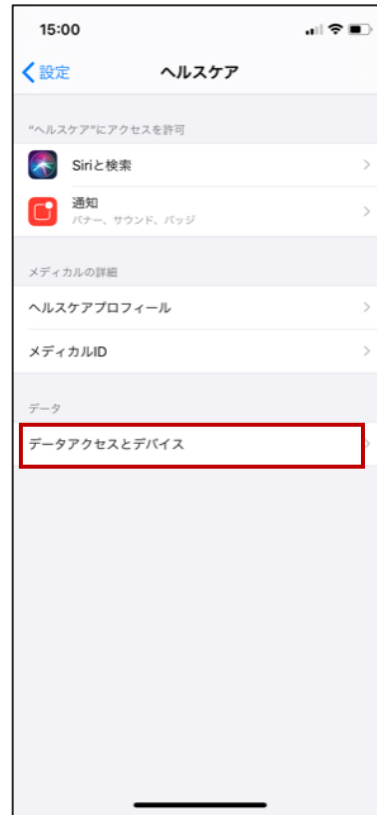 15:00
設定
ヘルスケア
“ヘルスケア”にアクセスを許可
Siriと検索
通知
バナー、サウンド、バッジ
メディカルの詳細
ヘルスケアプロフィール
メディカルID
データ
データアクセスとデバイス